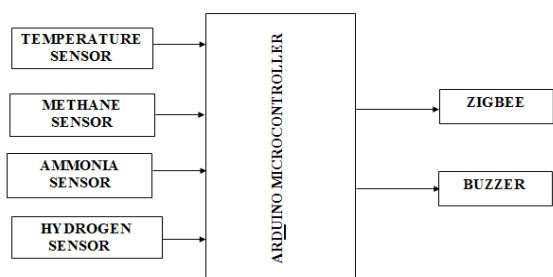 TEMPERATURE
SENSOR
METHANE
SENSOR
AMMONIA
SENSOR
HYDROGEN
SENSOR
ARDUINO MICROCONTROLLER
ZIGBEE
BUZZER